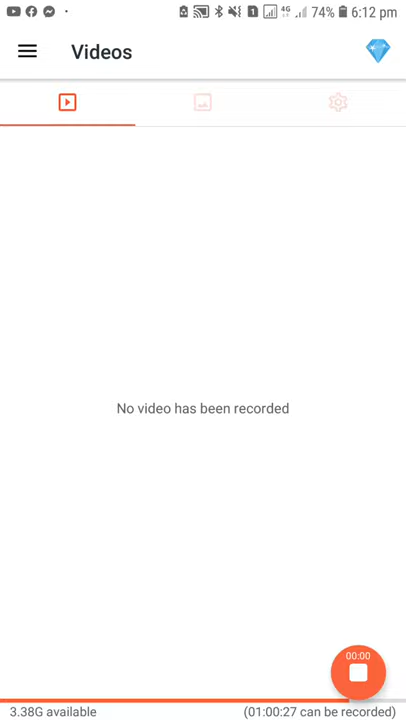 74% 6:12 pm
Videos
No video has been recorded
00:00
3.38G available
(01:00:27 can be recorded)